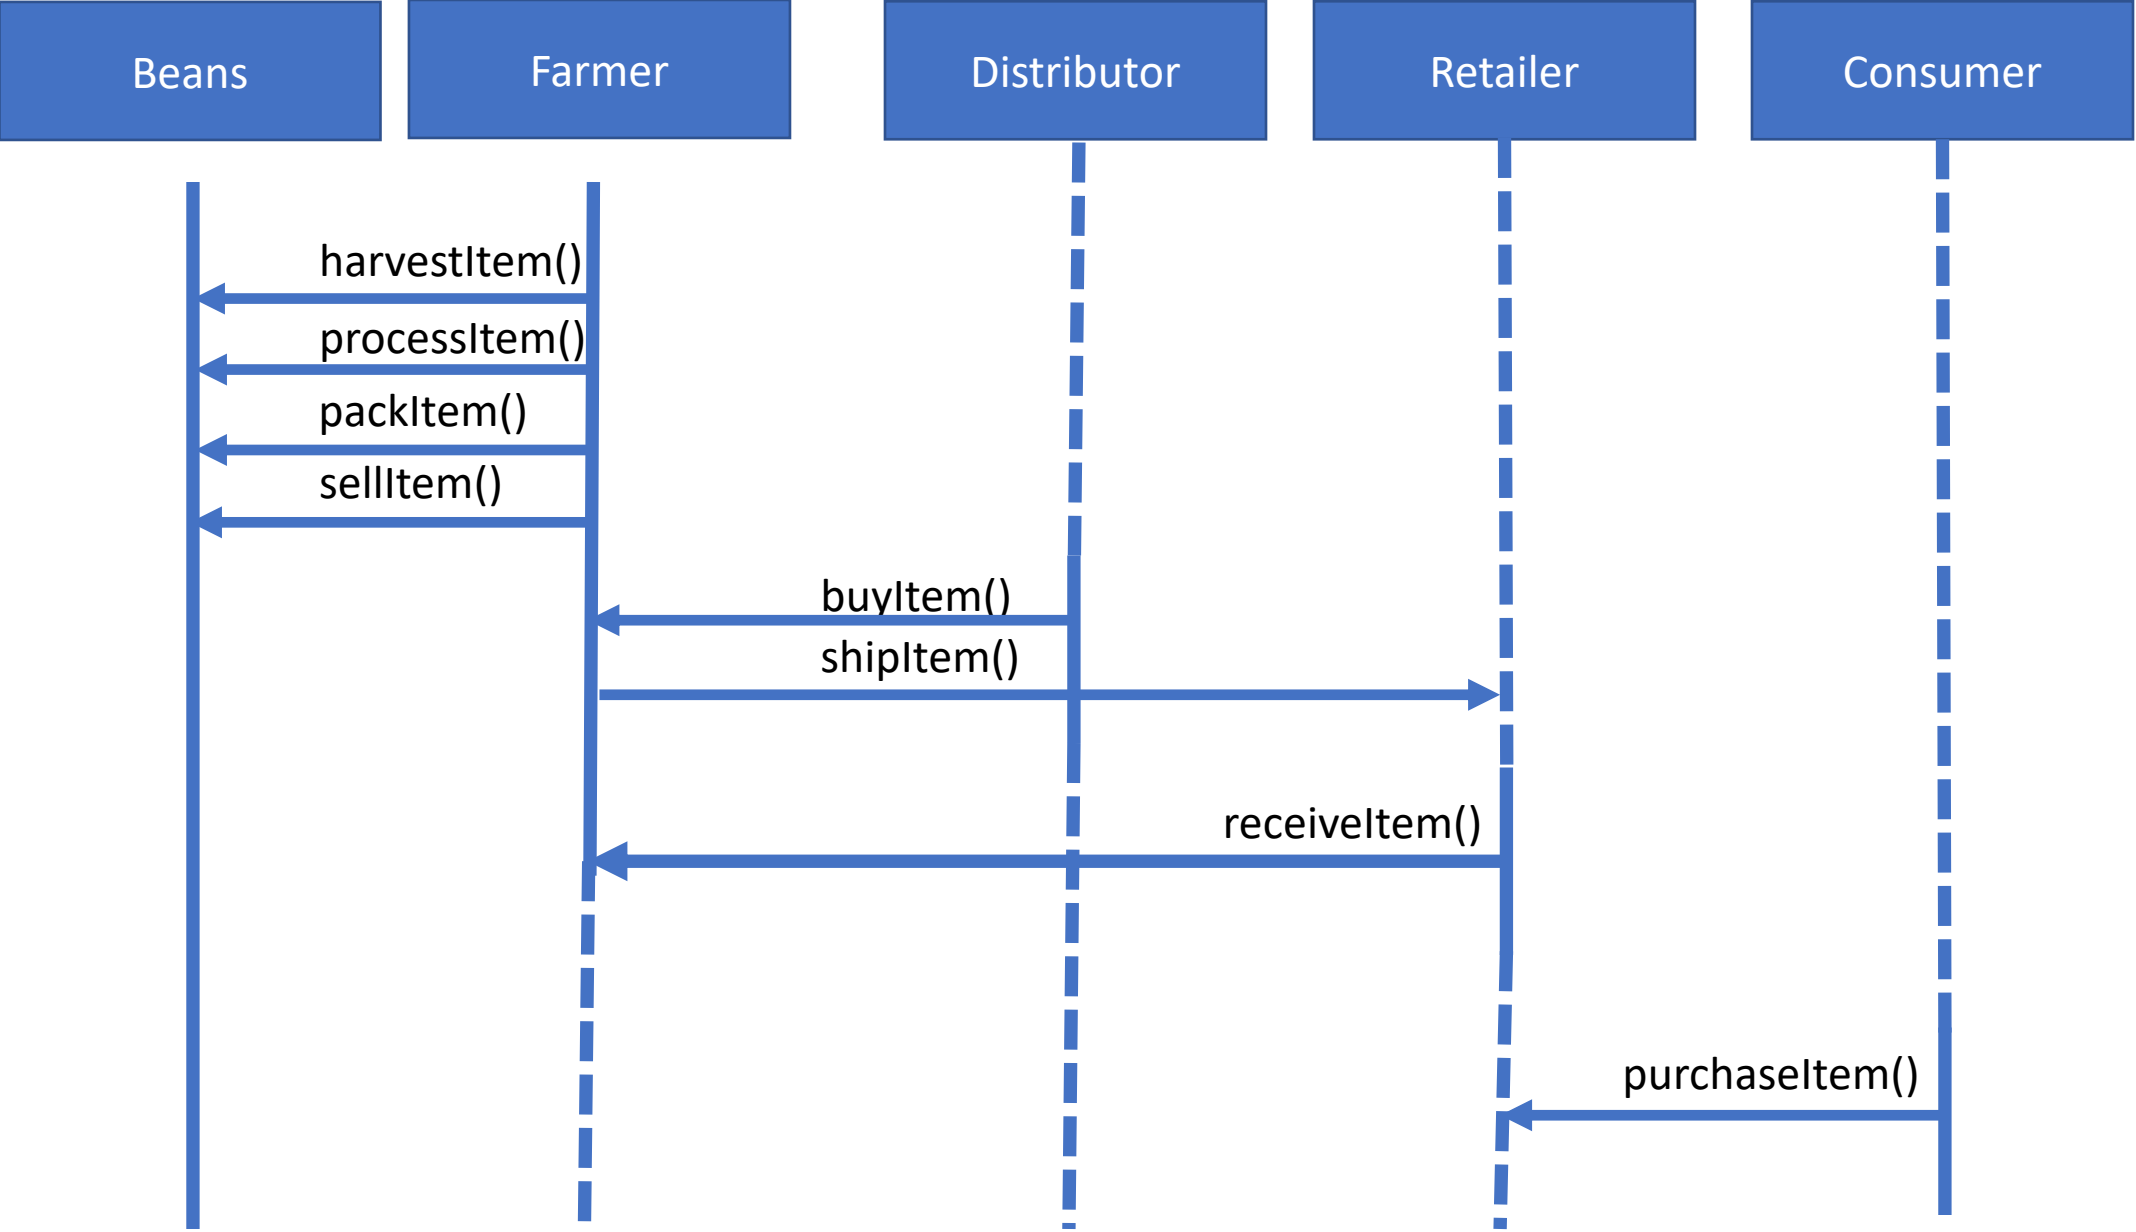 Beans
Farmer
Distributor
Retailer
Consumer
harvestItem()
processItem()
packItem()
sellItem()
buyItem()
shipItem()
receiveItem()
purchaseItem()